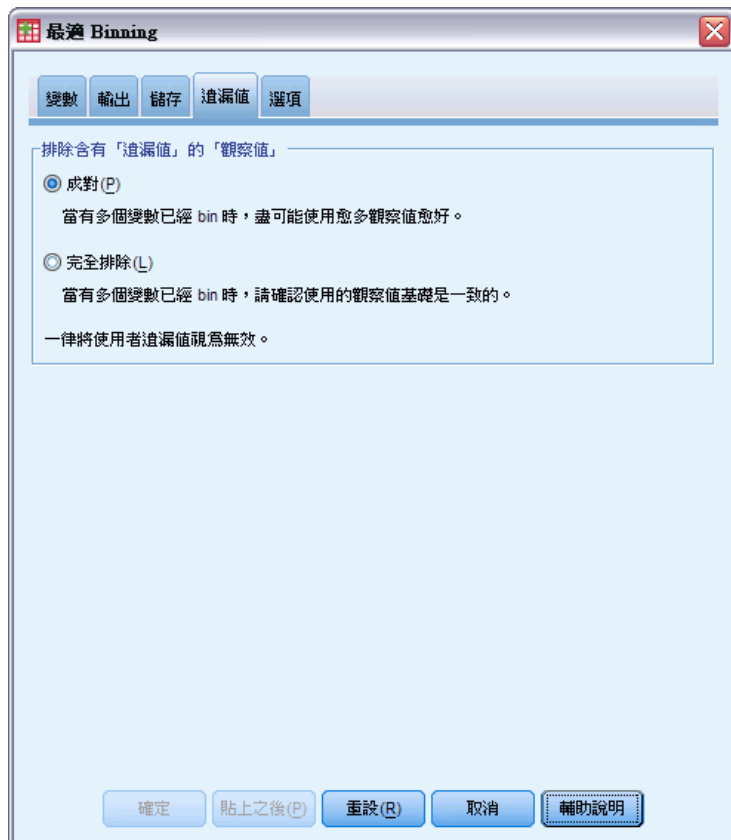 最適 Binning
變數 輸出 儲存 遺漏值 選項
排除含有「遺漏值」的「觀察值」
成對(P)
當有多個變數已經 bin 時，盡可能使用愈多觀察值愈好。
完全排除(L)
當有多個變數已經 bin 時，請確認使用的觀察值基礎是一致的。
一律將使用者遺漏值視為無效。
確定 貼上之後(P) 重設(R) 取消 輔助說明